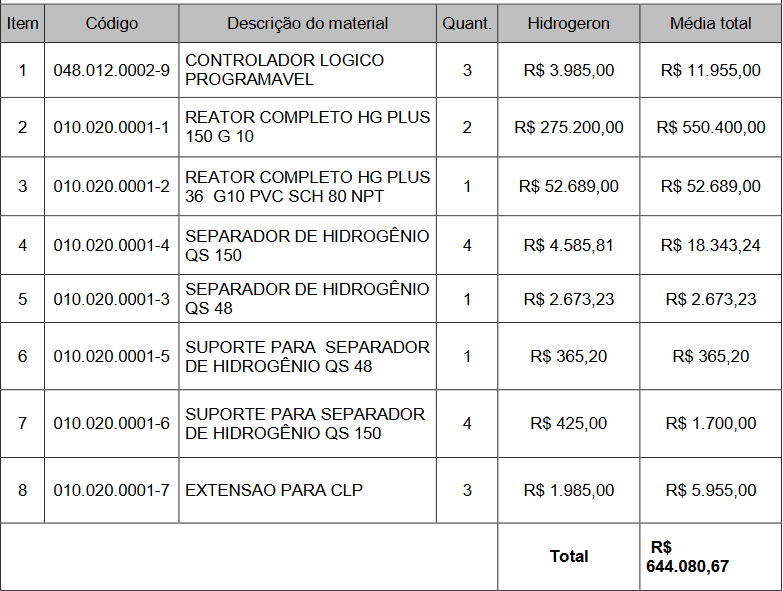 Item Código Descrição do material Quant. Hidrogeron Média total
1 048.012.0002-9 CONTROLADOR LOGICO PROGRAMAVEL 3 R$ 3.985,00 R$ 11.955,00
2 010.020.0001-1 REATOR COMPLETO HG PLUS 150 G 10 2 R$ 275.200,00 R$ 550.400,00
3 010.020.0001-2 REATOR COMPLETO HG PLUS 36 G10 PVC SCH 80 NPT 1 R$ 52.689,00 R$ 52.689,00
4 010.020.0001-4 SEPARADOR DE HIDROGÊNIO QS 150 4 R$ 4.585,81 R$ 18.343,24
5 010.020.0001-3 SEPARADOR DE HIDROGÊNIO QS 48 1 R$ 2.673,23 R$ 2.673,23
6 010.020.0001-5 SUPORTE PARA SEPARADOR DE HIDROGÊNIO QS 48 1 R$ 365,20 R$ 365,20
7 010.020.0001-6 SUPORTE PARA SEPARADOR DE HIDROGÊNIO QS 150 4 R$ 425,00 R$ 1.700,00
8 010.020.0001-7 EXTENSAO PARA CLP 3 R$ 1.985,00 R$ 5.955,00
Total R$ 644.080,67